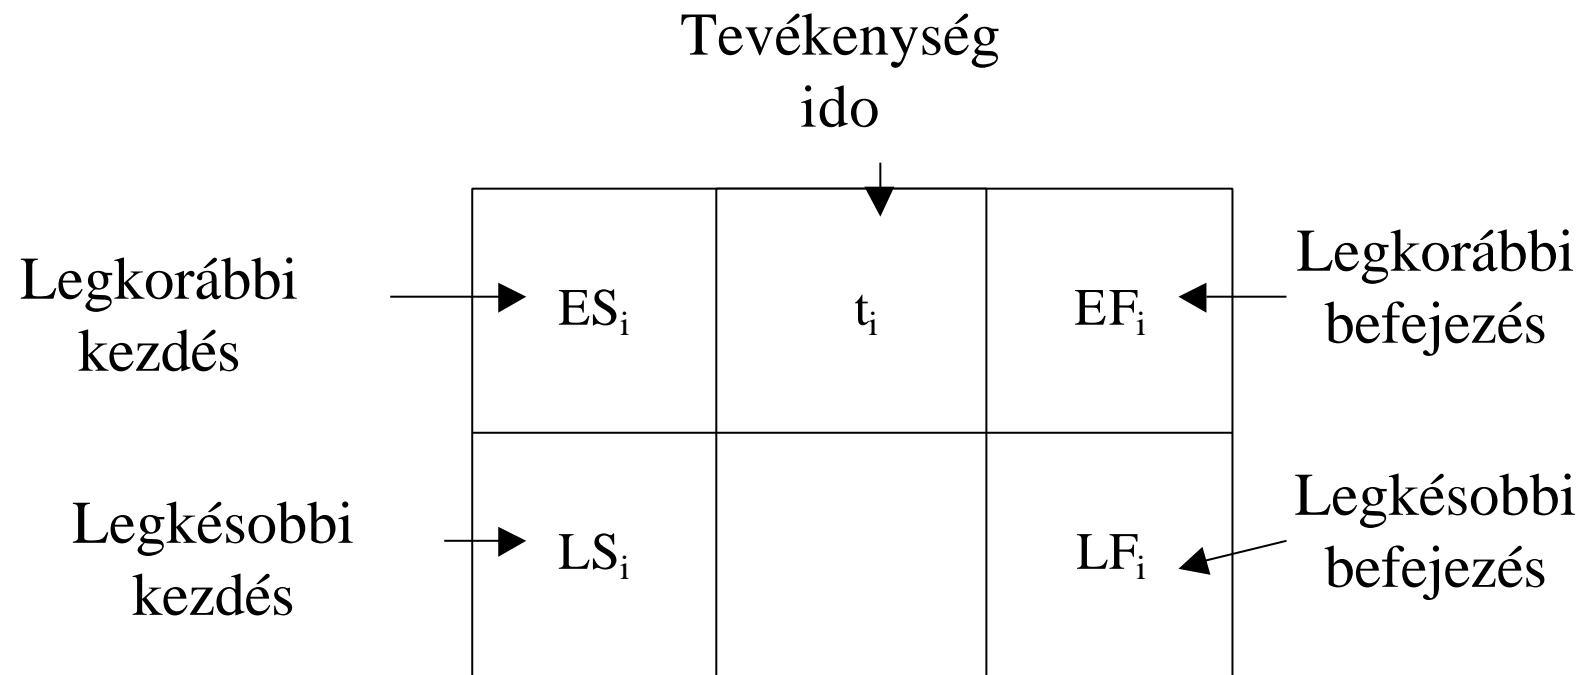 Tevékenység
ido
Legkorábbi
kezdés
ES_i
t_i
EF_i
Legkorábbi
befejezés
Legkésobbi
kezdés
LS_i
LF_i
Legkésobbi
befejezés